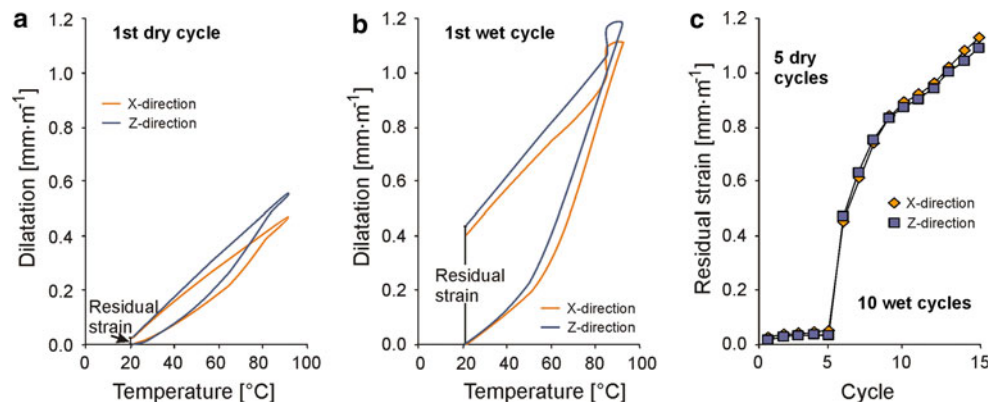 a
1st dry cycle
X-direction
Z-direction
Residual
strain
Dilatation [mm·m⁻¹]
1.2
1.0
0.8
0.6
0.4
0.2
0.0
0 20 40 60 80 100
Temperature [°C]
b
1st wet cycle
Residual
strain
X-direction
Z-direction
Dilatation [mm·m⁻¹]
1.2
1.0
0.8
0.6
0.4
0.2
0.0
0 20 40 60 80 100
Temperature [°C]
c
5 dry
cycles
X-direction
Z-direction
10 wet cycles
Residual strain [mm·m⁻¹]
1.2
1.0
0.8
0.6
0.4
0.2
0.0
0 5 10 15
Cycle